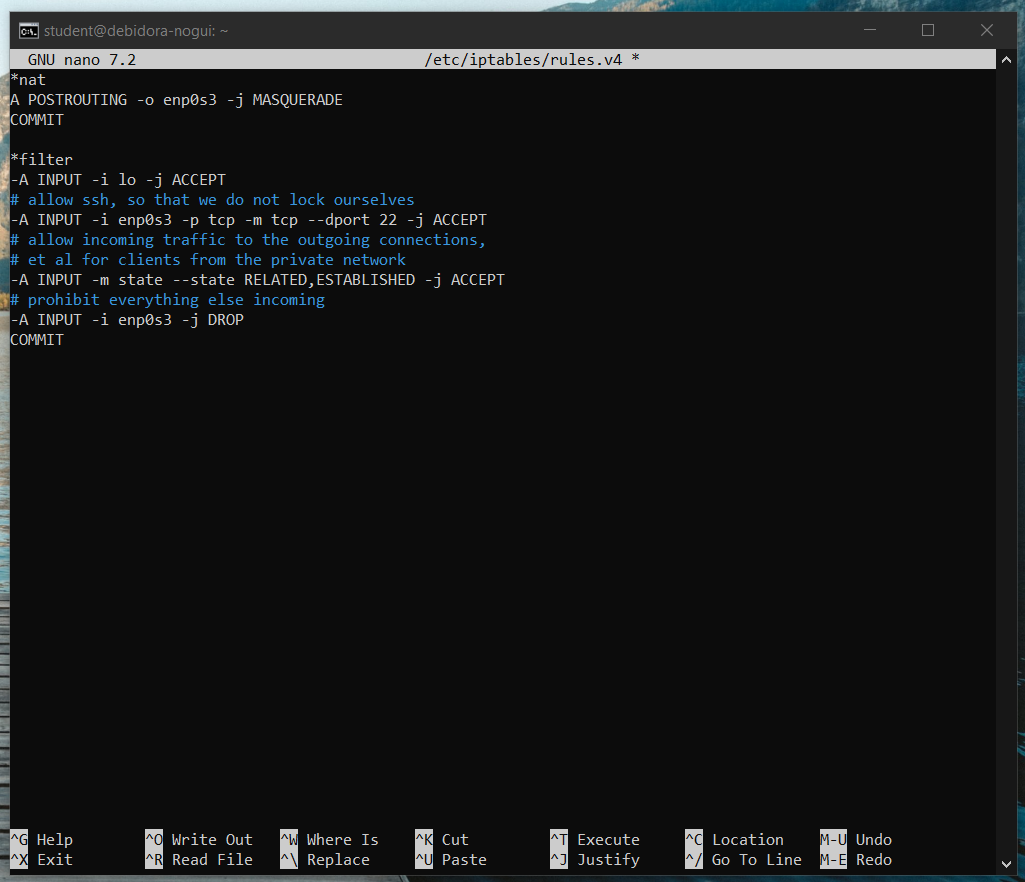 student@debidora-nogui: ~
GNU nano 7.2 /etc/iptables/rules.v4 *
*nat
A POSTROUTING -o enp0s3 -j MASQUERADE
COMMIT
*filter
-A INPUT -i lo -j ACCEPT
# allow ssh, so that we do not lock ourselves
-A INPUT -i enp0s3 -p tcp -m tcp --dport 22 -j ACCEPT
# allow incoming traffic to the outgoing connections,
# et al for clients from the private network
-A INPUT -m state --state RELATED,ESTABLISHED -j ACCEPT
# prohibit everything else incoming
-A INPUT -i enp0s3 -j DROP
COMMIT
^G Help ^O Write Out ^W Where Is ^K Cut ^T Execute ^C Location M-U Undo
^X Exit ^R Read File ^\ Replace ^U Paste ^J Justify ^/ Go To Line M-E Redo